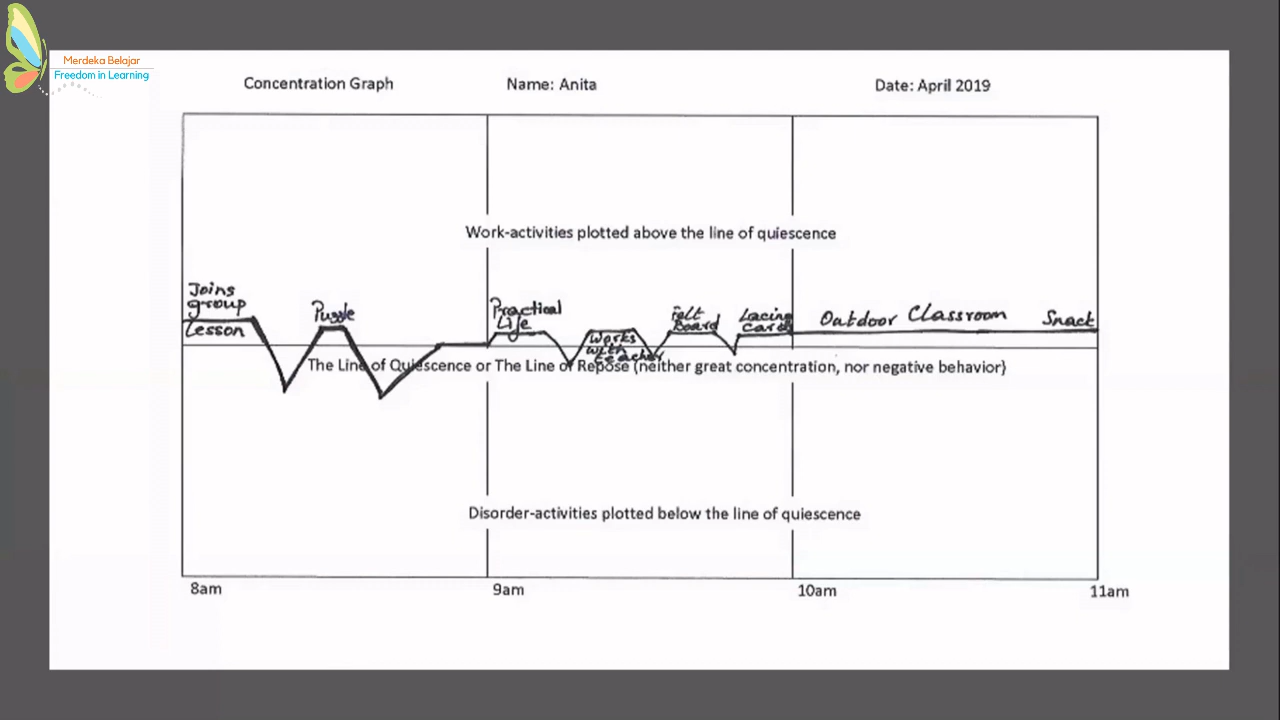 Merdeka Belajar
Freedom in Learning
Concentration Graph Name: Anita Date: April 2019
Work-activities plotted above the line of quiescence
Joins
group
Lesson
Puzzle
Practical
Life
Works
with
teacher
Felt
Board
Lacing
Cards
Outdoor Classroom
Snack
The Line of Quiescence or The Line of Repose (neither great concentration, nor negative behavior}
Disorder-activities plotted below the line of quiescence
8am 9am 10am 11am